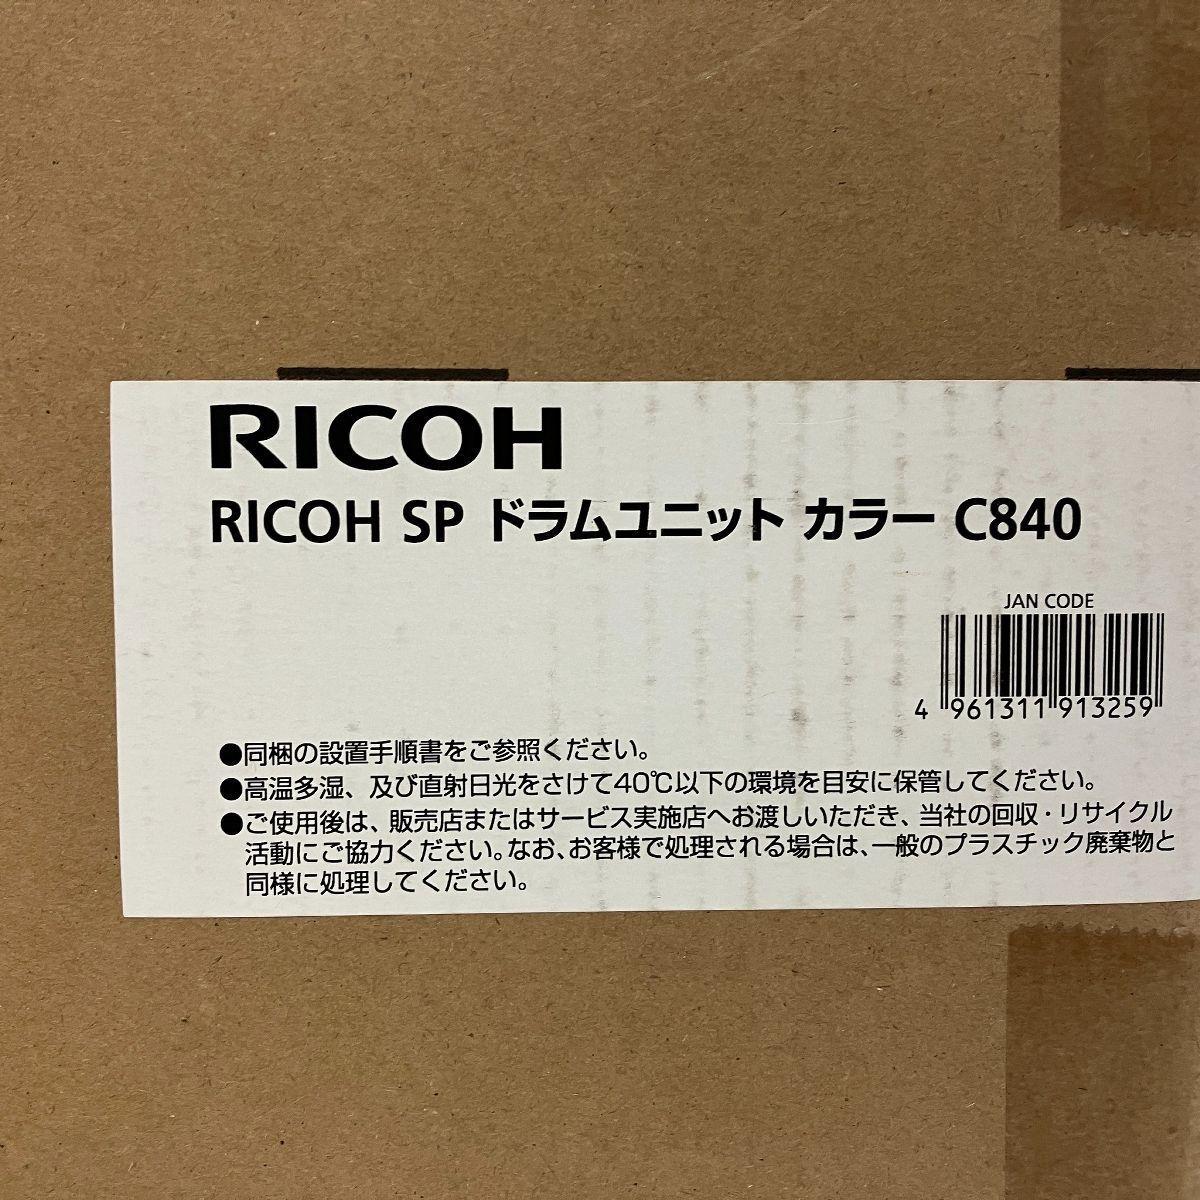 RICOH
RICOH SP ドラムユニット カラー C840
JAN CODE
4 961311 913259
●同梱の設置手順書をご参照ください。
●高温多湿、及び直射日光をさけて40℃以下の環境を目安に保管してください。
●ご使用後は、販売店またはサービス実施店へお渡しいただき、当社の回収・リサイクル
活動にご協力ください。なお、お客様で処理される場合は、一般のプラスチック廃棄物と
同様に処理してください。